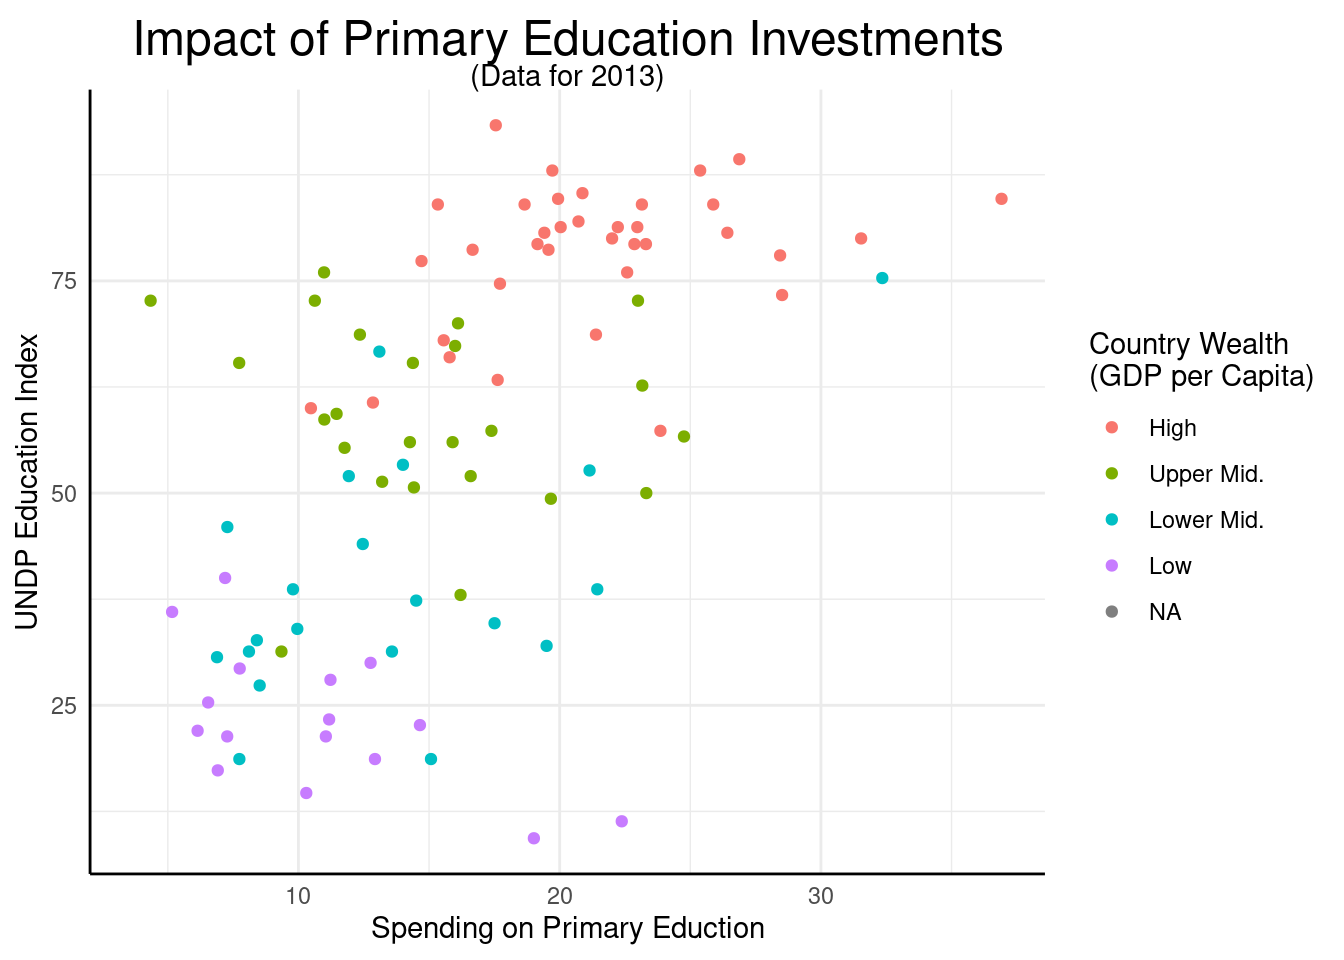 Impact of Primary Education Investments
(Data for 2013)
UNDP Education Index
75
50
25
10
20
30
Spending on Primary Eduction
Country Wealth
(GDP per Capita)
High
Upper Mid.
Lower Mid.
Low
NA